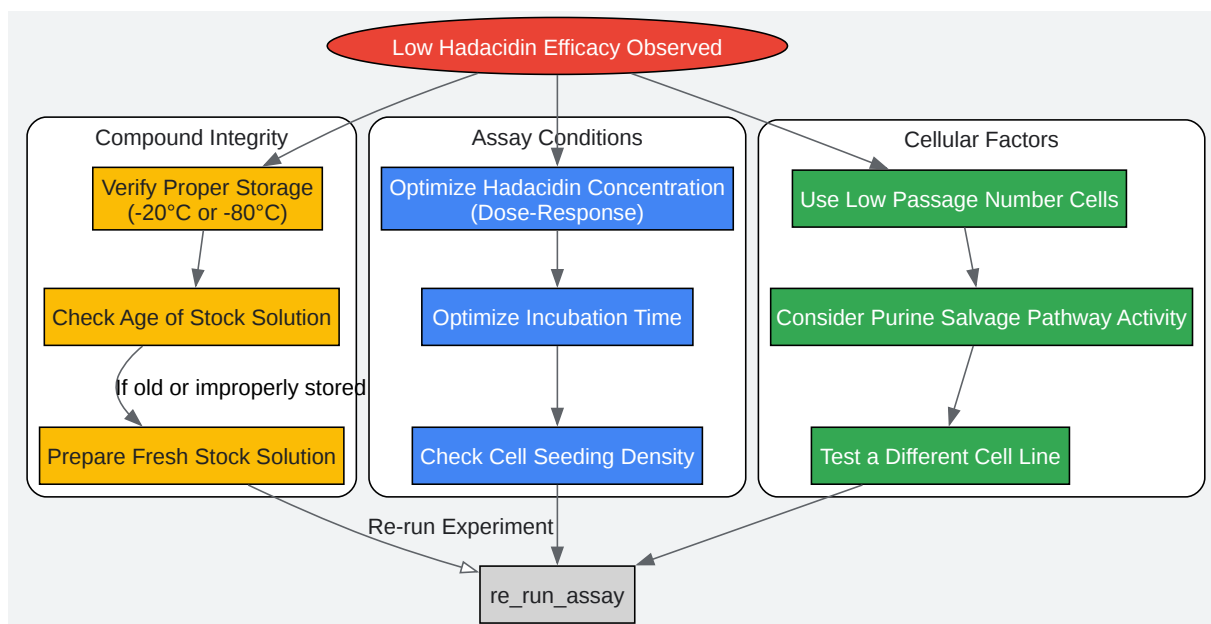 Low Hadacidin Efficacy Observed
Compound Integrity
Verify Proper Storage
(-20°C or -80°C)
Check Age of Stock Solution
If old or improperly stored
Prepare Fresh Stock Solution
Assay Conditions
Optimize Hadacidin Concentration
(Dose-Response)
Optimize Incubation Time
Check Cell Seeding Density
Cellular Factors
Use Low Passage Number Cells
Consider Purine Salvage Pathway Activity
Test a Different Cell Line
Re-run Experiment
re_run_assay